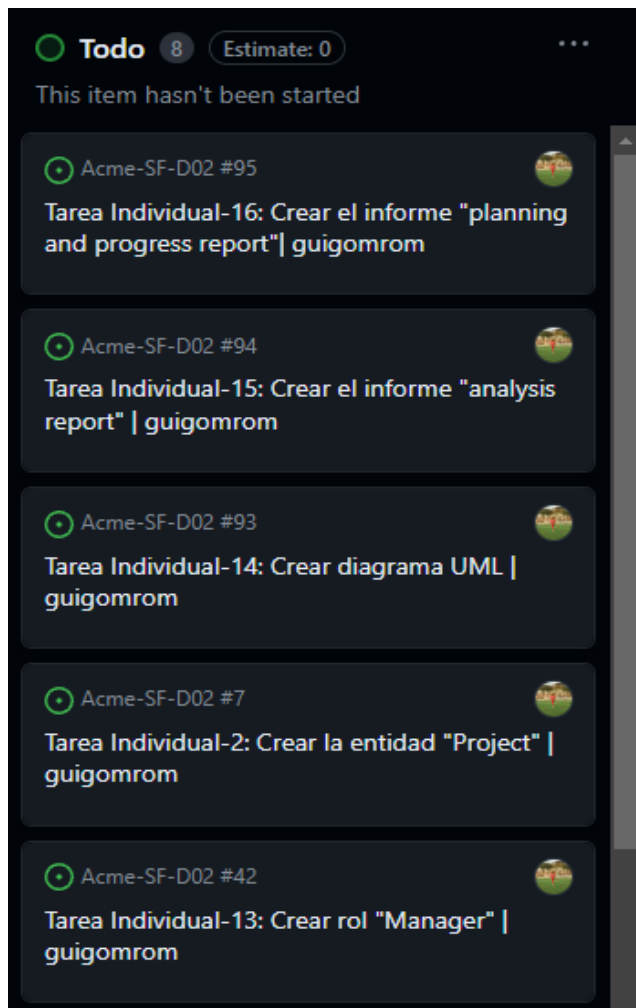 Todo 8 Estimate: 0
This item hasn't been started
Acme-SF-D02 #95
Tarea Individual-16: Crear el informe "planning
and progress report"| guigomrom
Acme-SF-D02 #94
Tarea Individual-15: Crear el informe "analysis
report" | guigomrom
Acme-SF-D02 #93
Tarea Individual-14: Crear diagrama UML |
guigomrom
Acme-SF-D02 #7
Tarea Individual-2: Crear la entidad "Project" |
guigomrom
Acme-SF-D02 #42
Tarea Individual-13: Crear rol "Manager" |
guigomrom